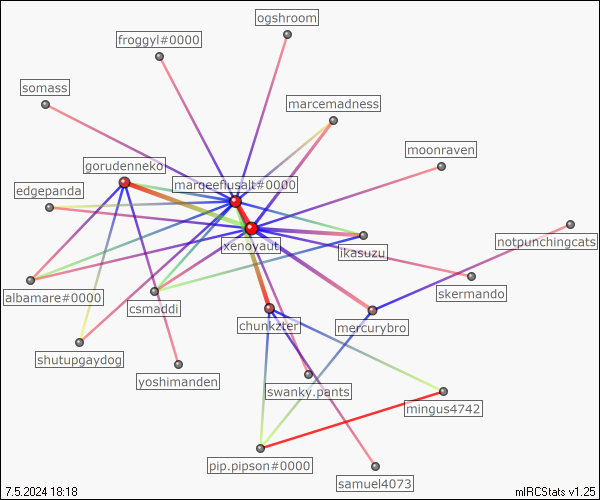 ogshroom
froggyl#0000
somass
marcemadness
moonraven
gorudenneko
marqeeflusalt#0000
edgepanda
notpunchingcats
xenoyaut
ikasuzu
skermando
albamare#0000
csmaddi
chunkzter
mercurybro
shutupgaydog
yoshimanden
swanky.pants
mingus4742
pip.pipson#0000
samuel4073
7.5.2024 18:18
mIRCStats v1.25